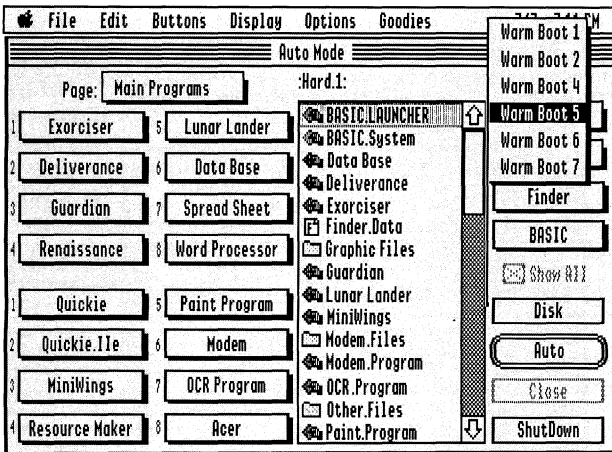 File Edit Buttons Display Options Goodies
Auto Mode
Page: Main Programs
1 Exorciser
2 Deliverance
3 Guardian
4 Renaissance
5 Lunar Lander
6 Data Base
7 Spread Sheet
8 Word Processor
1 Quickie
2 Quickie.IIe
3 MiniWings
4 Resource Maker
5 Paint Program
6 Modem
7 OCR Program
8 Acer
:Hard.1:
BASIC.LAUNCHER
BASIC.System
Data Base
Deliverance
Exorciser
Finder.Data
Graphic Files
Guardian
Lunar Lander
MiniWings
Modem.Files
Modem.Program
OCR.Program
Other.Files
Paint.Program
Warm Boot 1
Warm Boot 2
Warm Boot 4
Warm Boot 5
Warm Boot 6
Warm Boot 7
Finder
BASIC
Show All
Disk
Auto
Close
ShutDown